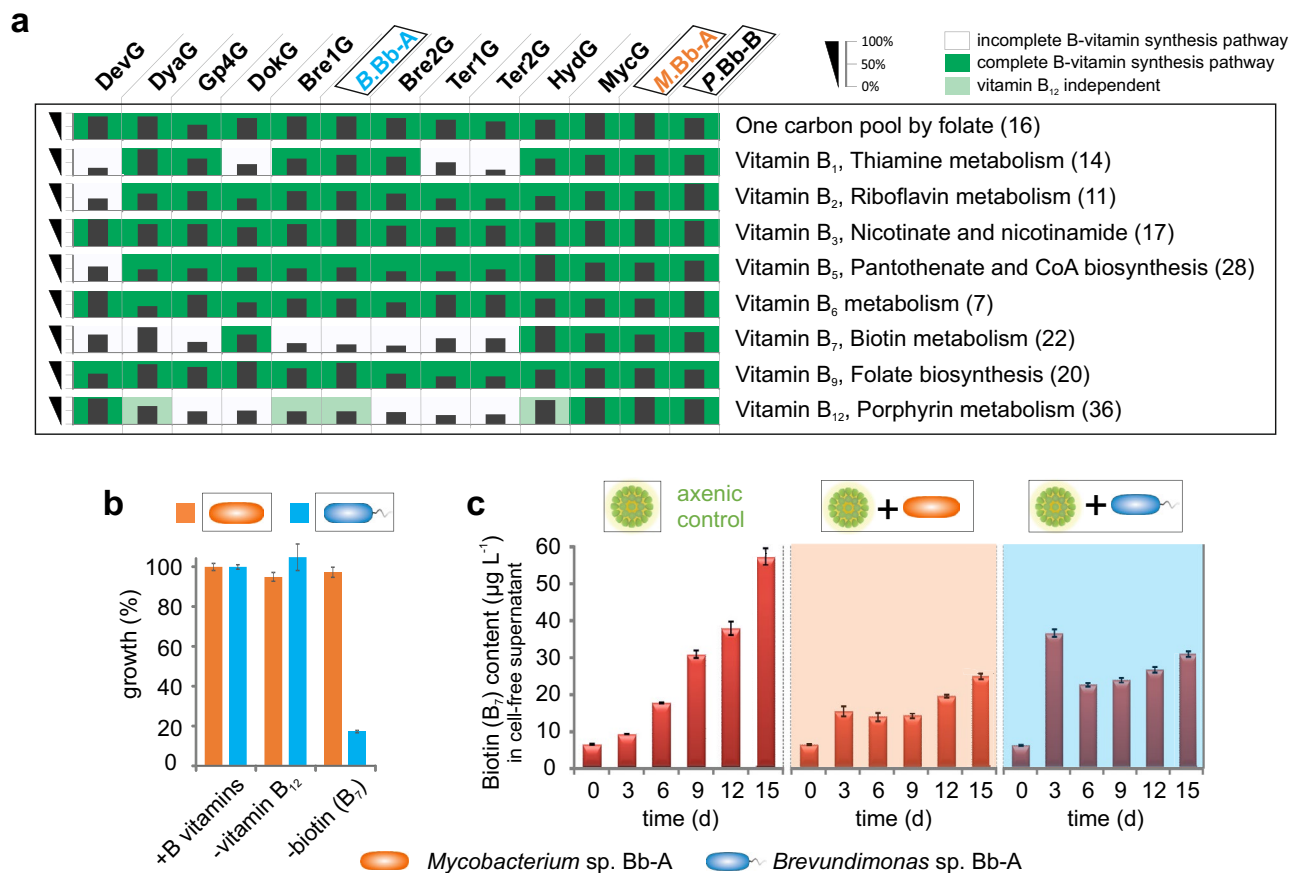 a
DevG
DyaG
Gp4G
DokG
Bre1G
B.Bb-A
Bre2G
Ter1G
Ter2G
HydG
MycG
M.Bb-A
P.Bb-B
100%
50%
0%
incomplete B-vitamin synthesis pathway
complete B-vitamin synthesis pathway
vitamin B₁₂ independent
One carbon pool by folate (16)
Vitamin B₁, Thiamine metabolism (14)
Vitamin B₂, Riboflavin metabolism (11)
Vitamin B₃, Nicotinate and nicotinamide (17)
Vitamin B₅, Pantothenate and CoA biosynthesis (28)
Vitamin B₆ metabolism (7)
Vitamin B₇, Biotin metabolism (22)
Vitamin B₉, Folate biosynthesis (20)
Vitamin B₁₂, Porphyrin metabolism (36)
b
growth (%)
100
80
60
40
20
0
+B vitamins
-vitamin B₁₂
-biotin (B₇)
c
axenic
control
+
+
Biotin (B₇) content (µg L⁻¹)
in cell-free supernatant
60
50
40
30
20
10
0
0 3 6 9 12 15
time (d)
0 3 6 9 12 15
time (d)
0 3 6 9 12 15
time (d)
Mycobacterium sp. Bb-A
Brevundimonas sp. Bb-A